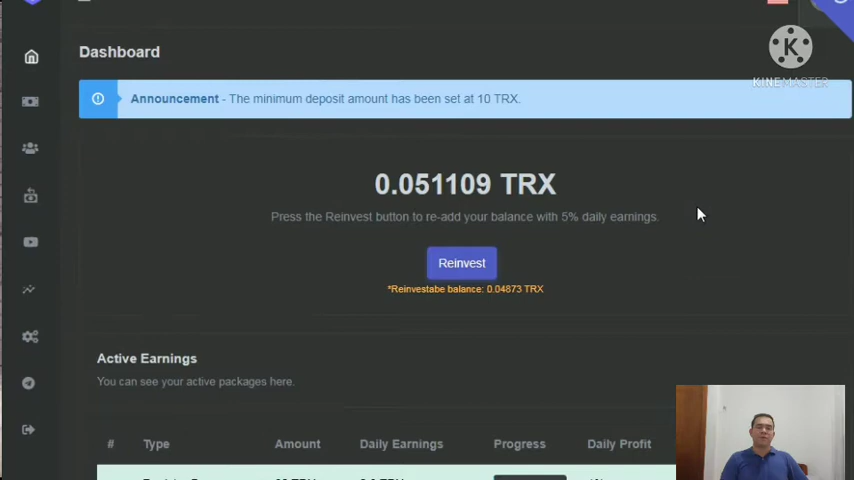 Dashboard
K
KINEMASTER
Announcement - The minimum deposit amount has been set at 10 TRX.
0.051109 TRX
Press the Reinvest button to re-add your balance with 5% daily earnings.
Reinvest
*Reinvestabe balance: 0.04873 TRX
Active Earnings
You can see your active packages here.
# Type Amount Daily Earnings Progress Daily Profit